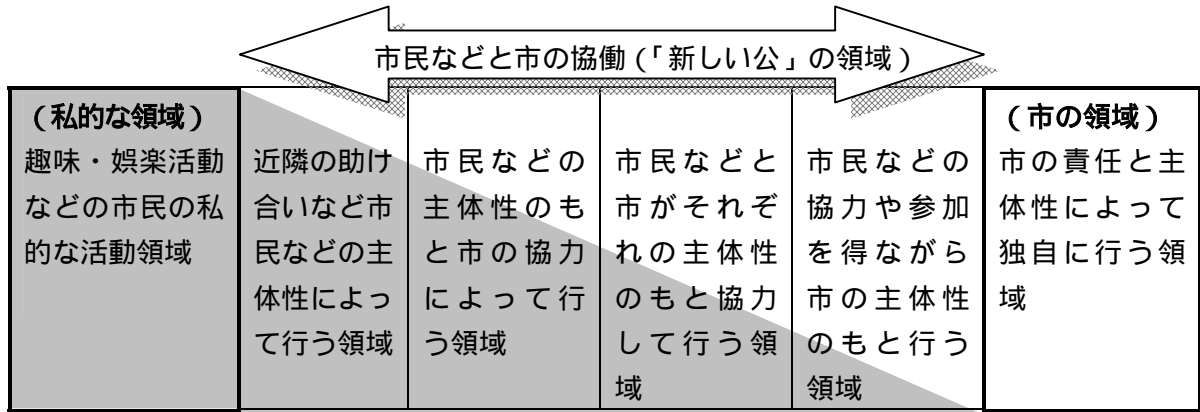 市民などと市の協働（「新しい公」の領域）
（私的な領域）
趣味・娯楽活動
などの市民の私
的な活動領域
近隣の助け
合いなど市
民などの主
体性によっ
て行う領域
市民などの
主体性のも
と市の協力
によって行
う領域
市民などと
市がそれぞ
れの主体性
のもと協力
して行う領
域
市民などの
協力や参加
を得ながら
市の主体性
のもと行う
領域
（市の領域）
市の責任と主
体性によって
独自に行う領
域